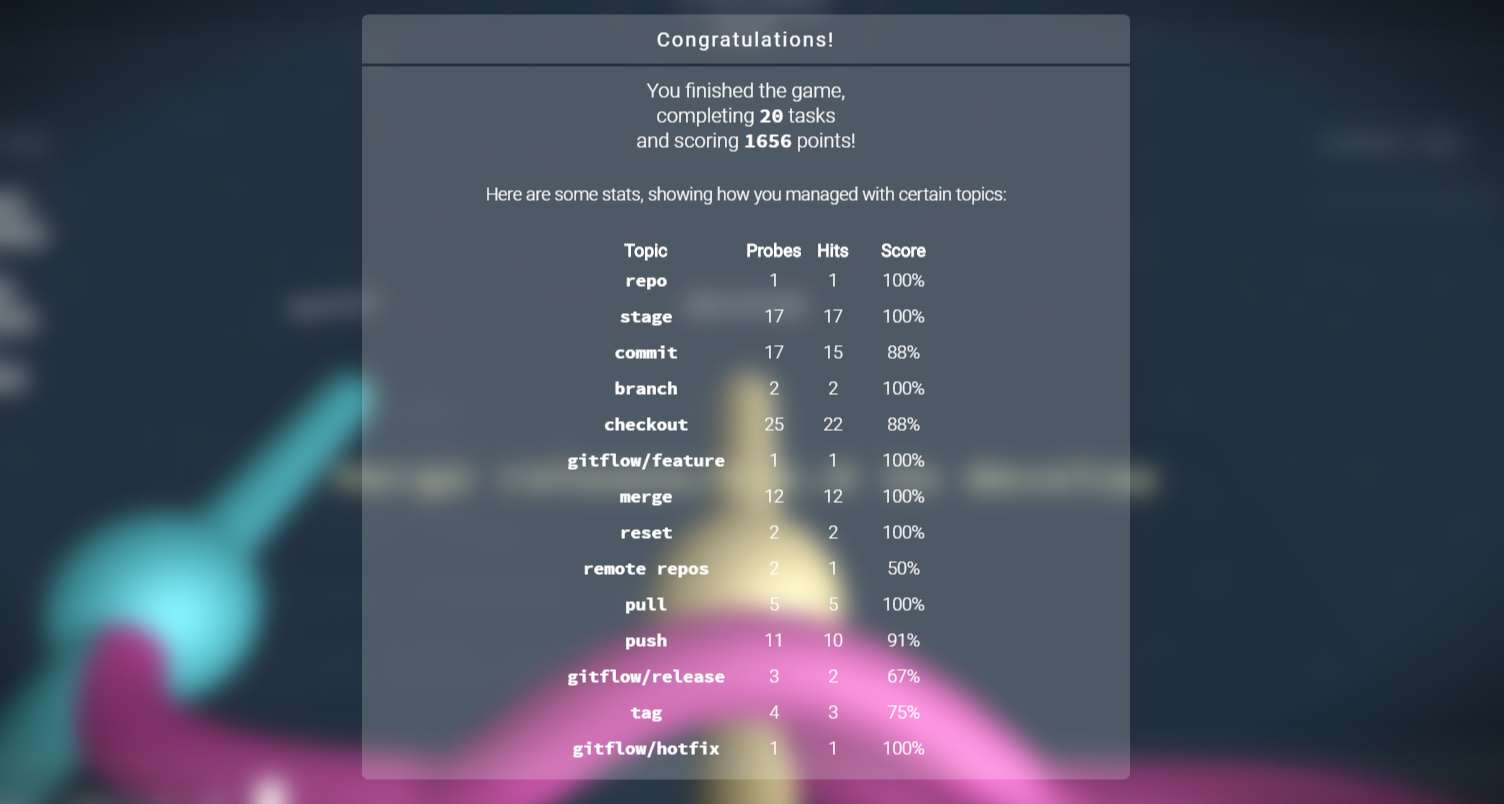 Congratulations!
You finished the game,
completing 20 tasks
and scoring 1656 points!
Here are some stats, showing how you managed with certain topics:
Topic Probes Hits Score
repo 1 1 100%
stage 17 17 100%
commit 17 15 88%
branch 2 2 100%
checkout 25 22 88%
gitflow/feature 1 1 100%
merge 12 12 100%
reset 2 2 100%
remote repos 2 1 50%
pull 5 5 100%
push 11 10 91%
gitflow/release 3 2 67%
tag 4 3 75%
gitflow/hotfix 1 1 100%